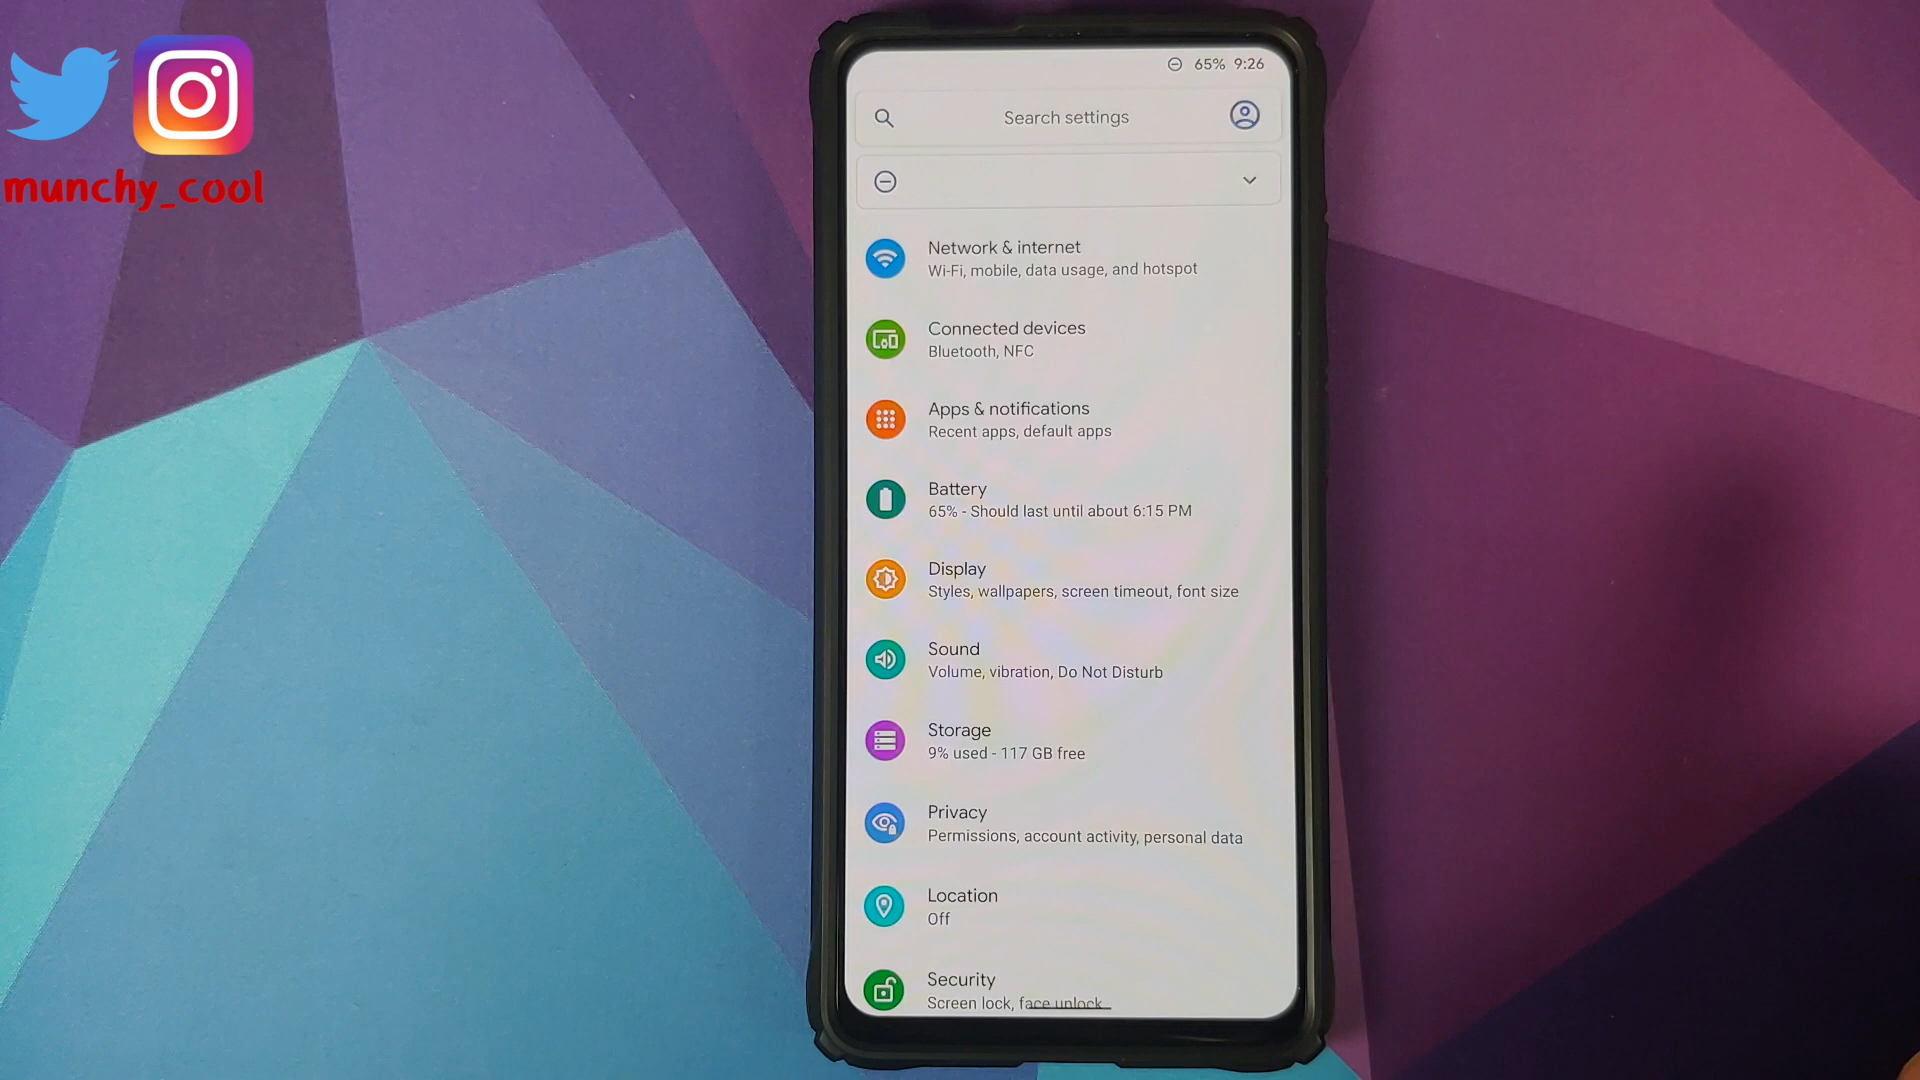 munchy_cool
65% 9:26
Search settings
Network & internet
Wi-Fi, mobile, data usage, and hotspot
Connected devices
Bluetooth, NFC
Apps & notifications
Recent apps, default apps
Battery
65% - Should last until about 6:15 PM
Display
Styles, wallpapers, screen timeout, font size
Sound
Volume, vibration, Do Not Disturb
Storage
9% used - 117 GB free
Privacy
Permissions, account activity, personal data
Location
Off
Security
Screen lock, face unlock